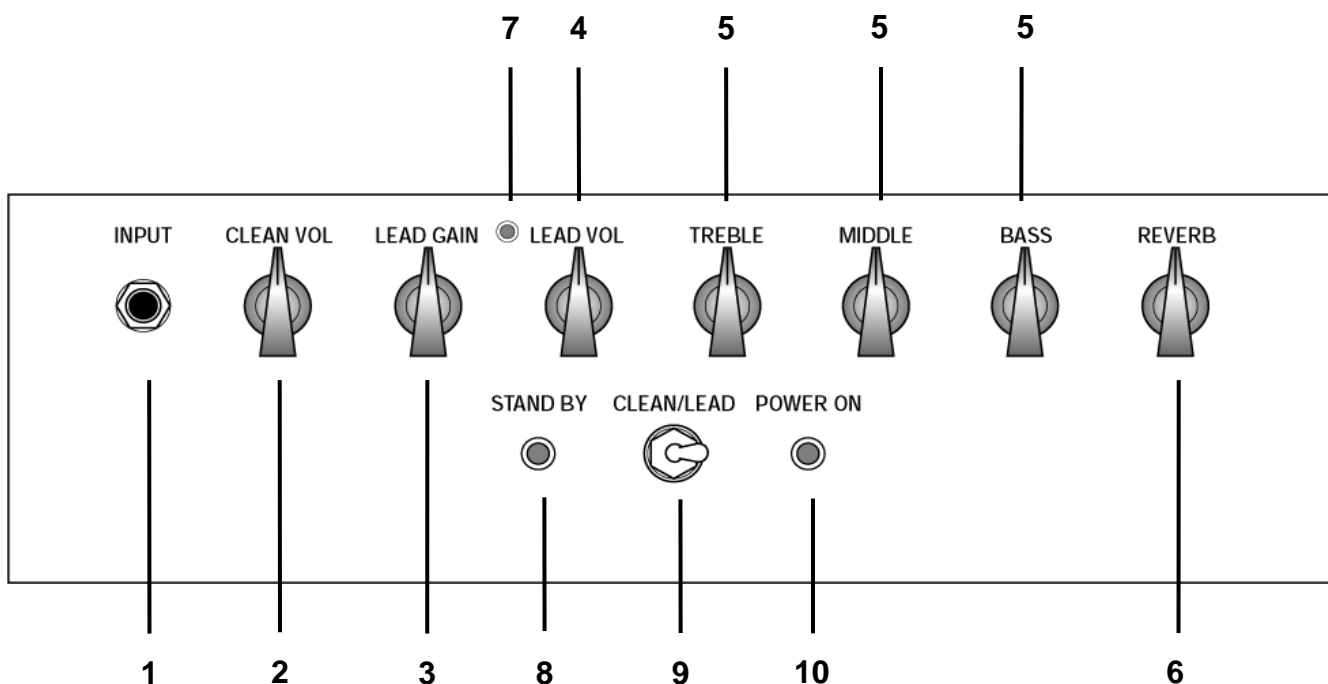 7 4 5 5 5
INPUT CLEAN VOL LEAD GAIN LEAD VOL TREBLE MIDDLE BASS REVERB
STAND BY CLEAN/LEAD POWER ON
1 2 3 8 9 10 6